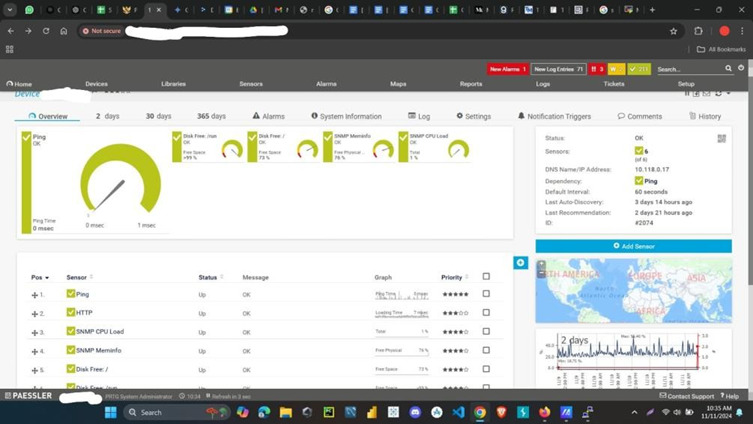 Not secure
All Bookmarks
New Alarms 1
New Log Entries 71
3
W
211
Search...
Home Devices Libraries Sensors Alarms Maps Reports Logs Tickets Setup
Device
Overview 2 days 30 days 365 days Alarms System Information Log Settings Notification Triggers Comments History
Ping
OK
Ping Time
0 msec
0 msec 1 msec
Disk Free: /run
OK
Free Space
>99 %
Disk Free: /
OK
Free Space
73 %
SNMP Meminfo
OK
Free Physical...
76 %
SNMP CPU Load
OK
Total
1 %
Status: OK
Sensors: 6
(of 6)
DNS Name/IP Address: 10.118.0.17
Dependency: Ping
Default Interval: 60 seconds
Last Auto-Discovery: 3 days 14 hours ago
Last Recommendation: 2 days 21 hours ago
ID: #2074
Add Sensor
Pos Sensor Status Message Graph Priority
1. Ping Up OK Ping Time
2. HTTP Up OK Loading Time
3. SNMP CPU Load Up OK Total 1 %
4. SNMP Meminfo Up OK Free Physical 76 %
5. Disk Free: / Up OK Free Space 73 %
Disk Free: /run Up OK
NORTH AMERICA EUROPE ASIA
Atlantic Ocean
AFRICA
2 days
PAESSLER
PRTG System Administrator
10:34
Refresh in 3 sec
Contact Support
Help
Search
10:35 AM
11/11/2024